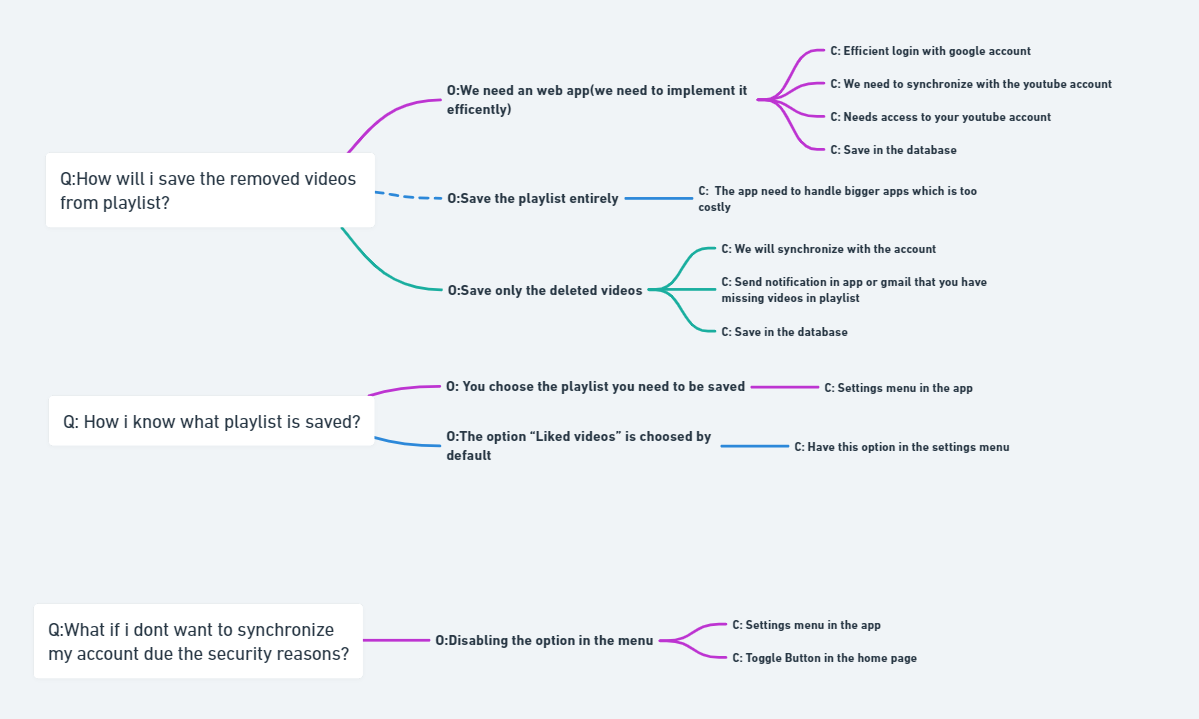 Q:How will i save the removed videos
from playlist?
O:We need an web app(we need to implement it
efficently)
C: Efficient login with google account
C: We need to synchronize with the youtube account
C: Needs access to your youtube account
C: Save in the database
O:Save the playlist entirely
C:  The app need to handle bigger apps which is too
costly
O:Save only the deleted videos
C: We will synchronize with the account
C: Send notification in app or gmail that you have
missing videos in playlist
C: Save in the database
Q: How i know what playlist is saved?
O: You choose the playlist you need to be saved
C: Settings menu in the app
O:The option “Liked videos” is choosed by
default
C: Have this option in the settings menu
Q:What if i dont want to synchronize
my account due the security reasons?
O:Disabling the option in the menu
C: Settings menu in the app
C: Toggle Button in the home page